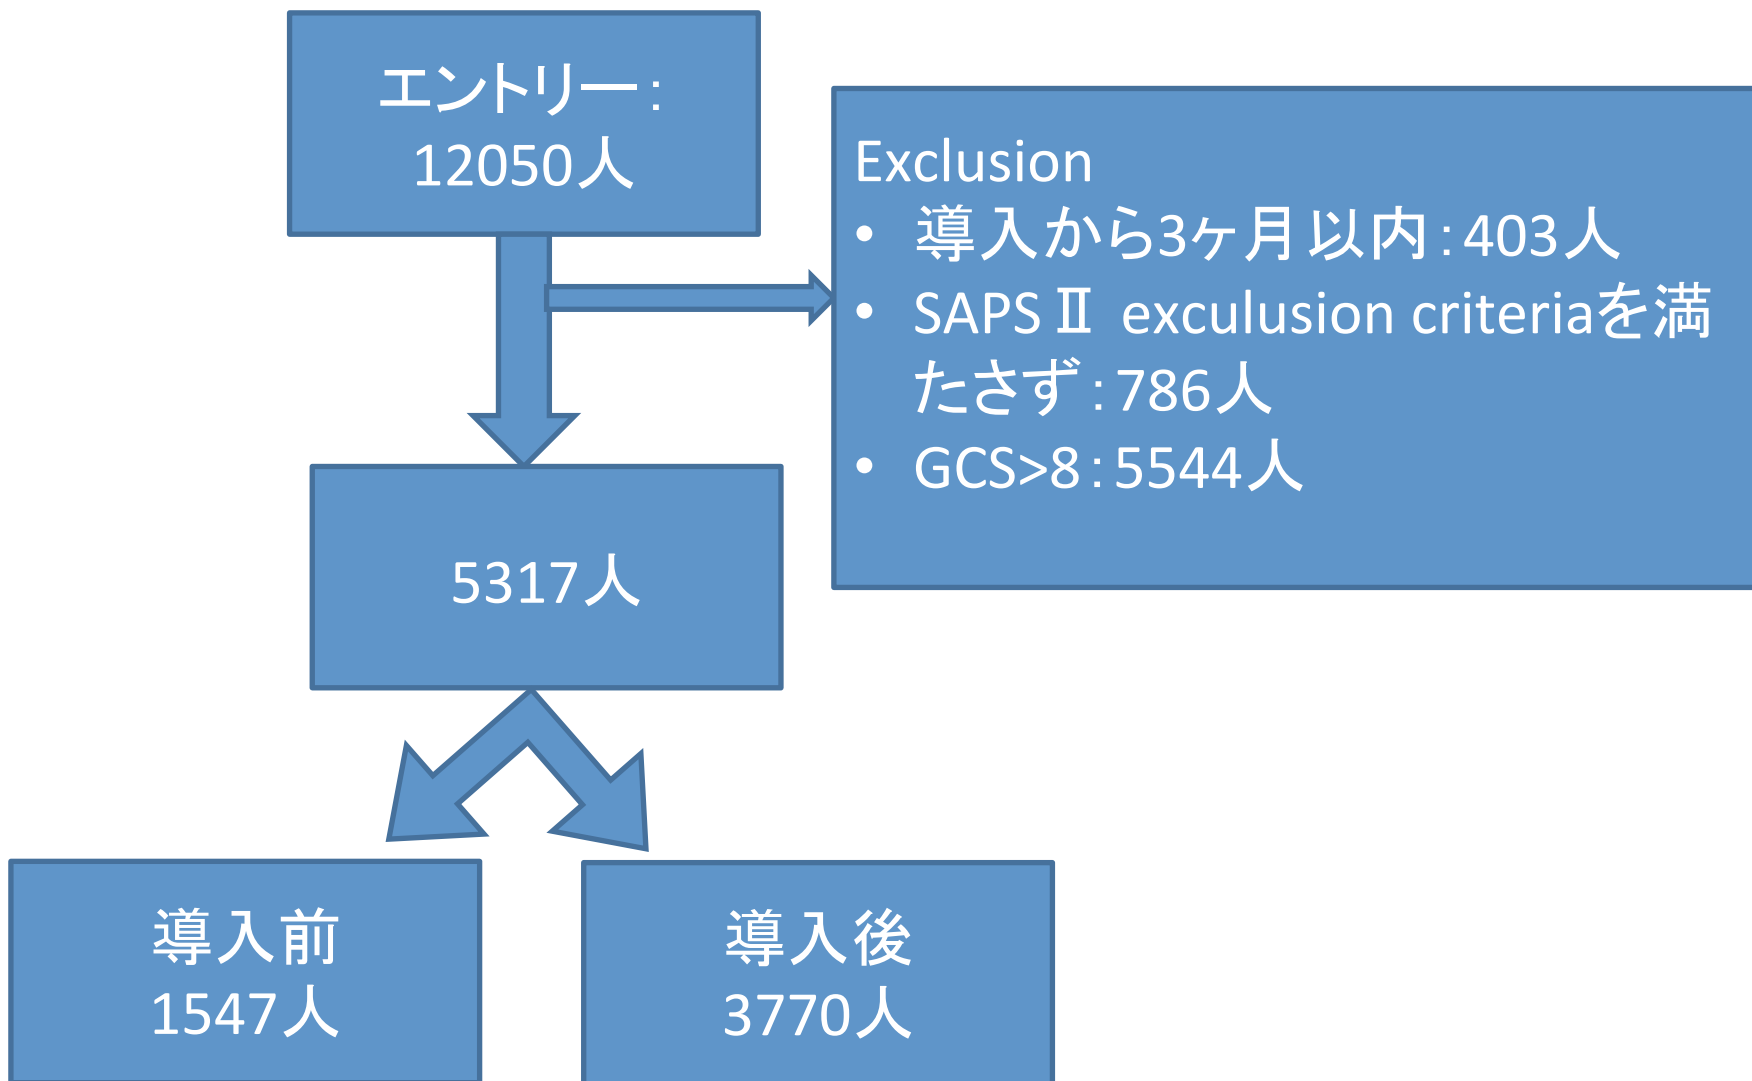 エントリー：
12050人
Exclusion
• 導入から3ヶ月以内：403人
• SAPSⅡ exculusion criteriaを満
たさず：786人
• GCS>8：5544人
5317人
導入前
1547人
導入後
3770人